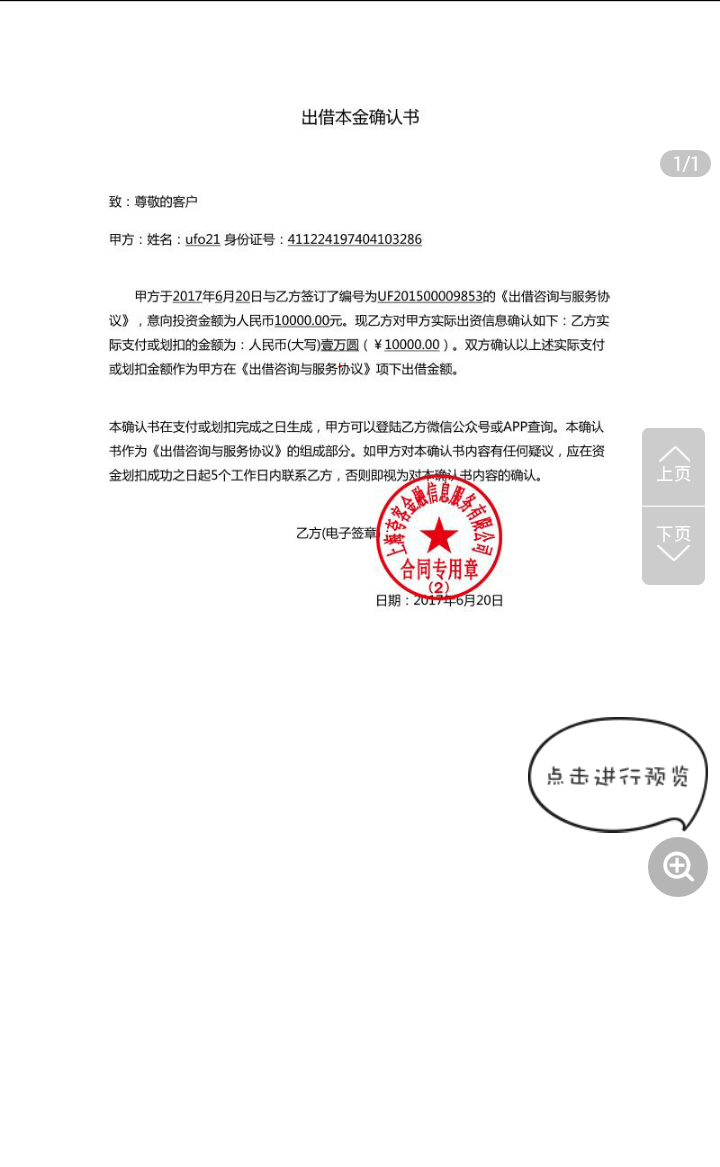 出借本金确认书
1/1
致：尊敬的客户
甲方：姓名：ufo21 身份证号：411224197404103286
甲方于2017年6月20日与乙方签订了编号为UF201500009853的《出借咨询与服务协
议》，意向投资金额为人民币10000.00元。现乙方对甲方实际出资信息确认如下：乙方实
际支付或划扣的金额为：人民币(大写)壹万圆（￥10000.00）。双方确认以上述实际支付
或划扣金额作为甲方在《出借咨询与服务协议》项下出借金额。
本确认书在支付或划扣完成之日生成，甲方可以登陆乙方微信公众号或APP查询。本确认
书作为《出借咨询与服务协议》的组成部分。如甲方对本确认书内容有任何疑议，应在资
金划扣成功之日起5个工作日内联系乙方，否则即视为对本确认书内容的确认。
上页
下页
乙方(电子签章)：
上海夸客金融信息服务有限公司
合同专用章
(2)
日期：2017年6月20日
点击进行预览